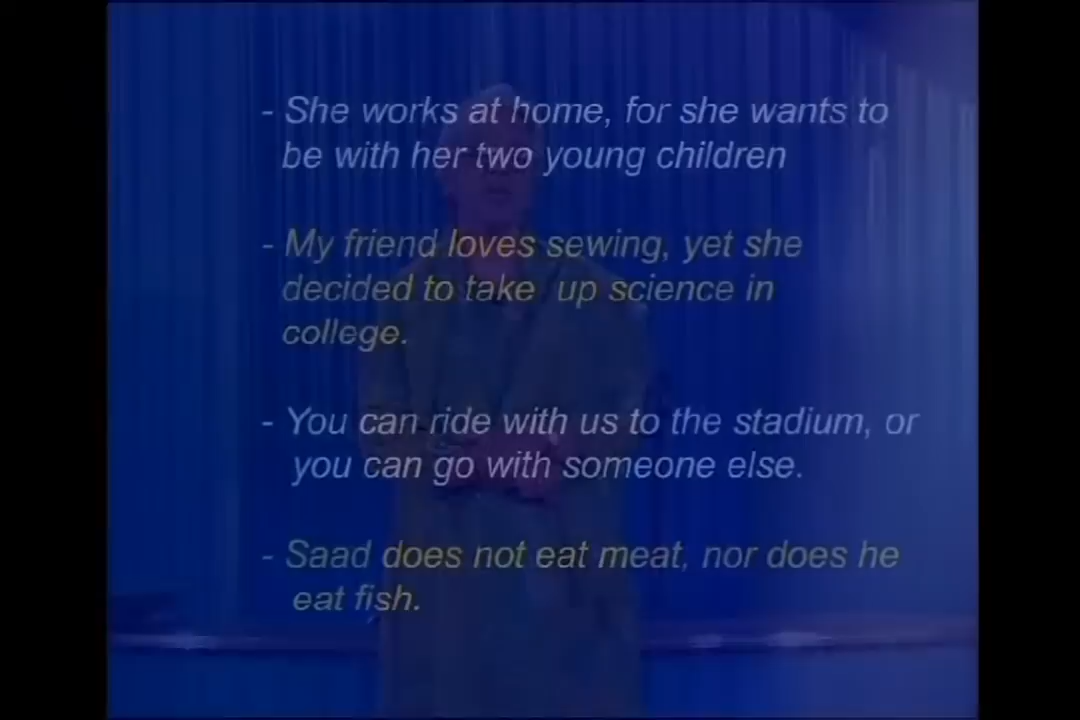 - She works at home, for she wants to
be with her two young children
- My friend loves sewing, yet she
decided to take up science in
college.
- You can ride with us to the stadium, or
you can go with someone else.
- Saad does not eat meat, nor does he
eat fish.